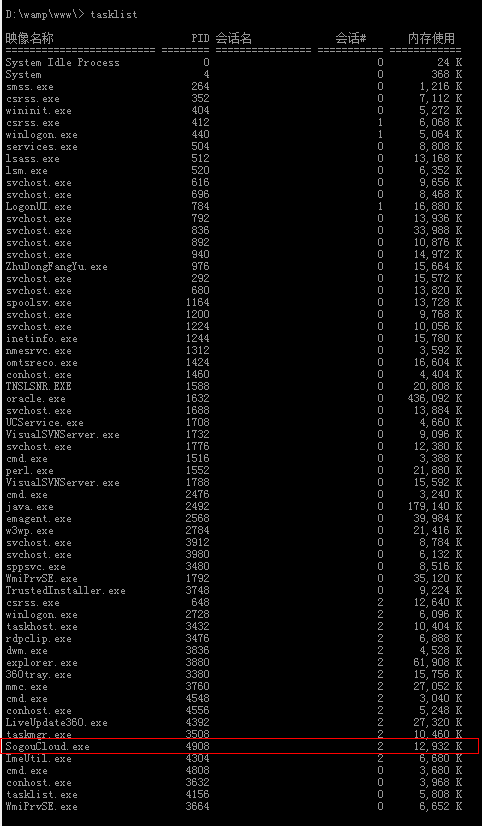 D:\wamp\www\> tasklist
映像名称 PID 会话名 会话# 内存使用
========================= ======== ================ =========== ============
System Idle Process 0 0 24 K
System 4 0 368 K
smss.exe 264 0 1,216 K
csrss.exe 352 0 7,112 K
wininit.exe 404 0 5,272 K
csrss.exe 412 1 6,068 K
winlogon.exe 440 1 5,064 K
services.exe 504 0 8,808 K
lsass.exe 512 0 13,168 K
lsm.exe 520 0 6,352 K
svchost.exe 616 0 9,656 K
svchost.exe 696 0 8,468 K
LogonUI.exe 784 1 16,880 K
svchost.exe 792 0 13,936 K
svchost.exe 836 0 33,988 K
svchost.exe 892 0 10,876 K
svchost.exe 940 0 14,972 K
ZhuDongFangYu.exe 976 0 15,664 K
svchost.exe 292 0 15,572 K
svchost.exe 680 0 13,820 K
spoolsv.exe 1164 0 13,728 K
svchost.exe 1200 0 9,768 K
svchost.exe 1224 0 10,056 K
inetinfo.exe 1244 0 15,780 K
nmesrvc.exe 1312 0 3,592 K
omtsreco.exe 1424 0 16,604 K
conhost.exe 1460 0 4,404 K
TNSLSNR.EXE 1588 0 20,808 K
oracle.exe 1632 0 436,092 K
svchost.exe 1688 0 13,884 K
UCService.exe 1708 0 4,660 K
VisualSVNServer.exe 1732 0 9,096 K
svchost.exe 1776 0 12,380 K
cmd.exe 1516 0 3,388 K
perl.exe 1552 0 21,880 K
VisualSVNServer.exe 1788 0 15,592 K
cmd.exe 2476 0 3,240 K
java.exe 2492 0 179,140 K
emagent.exe 2568 0 39,984 K
w3wp.exe 2784 0 21,416 K
svchost.exe 3912 0 8,784 K
svchost.exe 3980 0 6,132 K
sppsvc.exe 3480 0 8,516 K
WmiPrvSE.exe 1792 0 35,120 K
TrustedInstaller.exe 3748 0 9,224 K
csrss.exe 648 2 12,640 K
winlogon.exe 2728 2 6,096 K
taskhost.exe 3432 2 10,404 K
rdpclip.exe 3476 2 6,888 K
dwm.exe 3836 2 4,528 K
explorer.exe 3880 2 61,908 K
360tray.exe 3380 2 15,756 K
mmc.exe 3760 2 27,052 K
cmd.exe 4548 2 3,040 K
conhost.exe 4556 2 5,248 K
LiveUpdate360.exe 4392 2 27,320 K
taskmgr.exe 3508 2 10,460 K
SogouCloud.exe 4908 2 12,932 K
ImeUtil.exe 4304 2 6,680 K
cmd.exe 4808 0 3,680 K
conhost.exe 3632 0 3,968 K
tasklist.exe 4156 0 5,808 K
WmiPrvSE.exe 3664 0 6,652 K